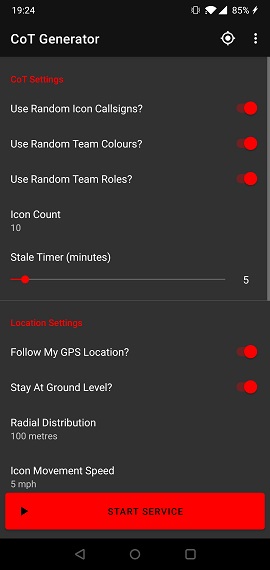 19:24
85%
CoT Generator
CoT Settings
Use Random Icon Callsigns?
Use Random Team Colours?
Use Random Team Roles?
Icon Count
10
Stale Timer (minutes)
5
Location Settings
Follow My GPS Location?
Stay At Ground Level?
Radial Distribution
100 metres
Icon Movement Speed
5 mph
START SERVICE